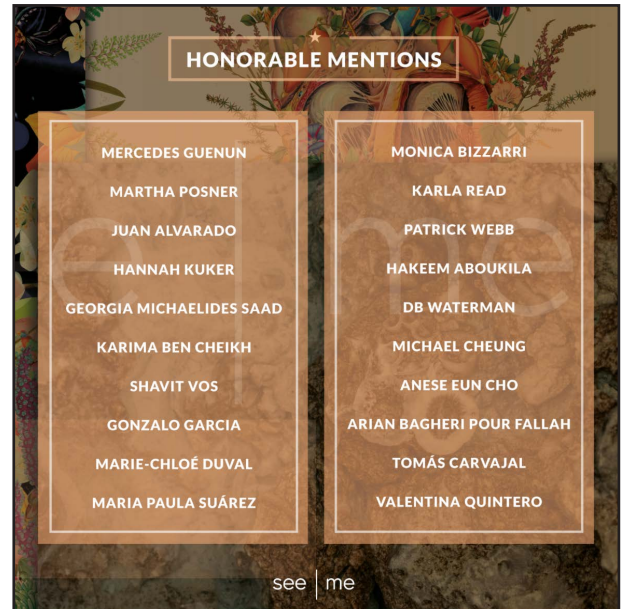 HONORABLE MENTIONS
MERCEDES GUENUN
MARTHA POSNER
JUAN ALVARADO
HANNAH KUKER
GEORGIA MICHAELIDES SAAD
KARIMA BEN CHEIKH
SHAVIT VOS
GONZALO GARCIA
MARIE-CHLOÉ DUVAL
MARIA PAULA SUÁREZ
MONICA BIZZARRI
KARLA READ
PATRICK WEBB
HAKEEM ABOUKILA
DB WATERMAN
MICHAEL CHEUNG
ANESE EUN CHO
ARIAN BAGHERI POUR FALLAH
TOMÁS CARVAJAL
VALENTINA QUINTERO
e|me
see | me